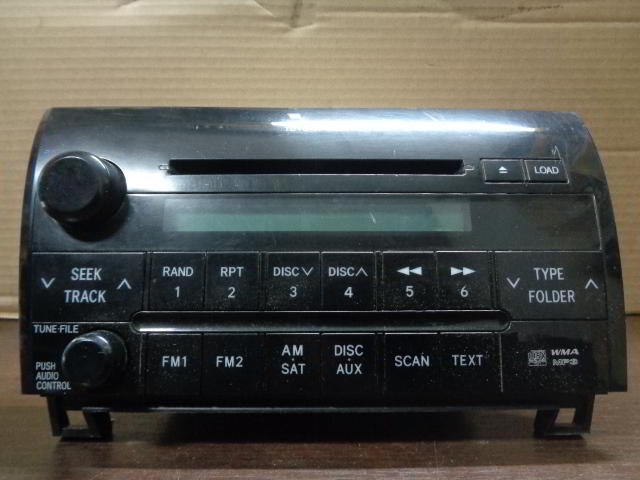 LOAD
SEEK
TRACK
RAND
1
RPT
2
DISC
3
DISC
4
5
6
TYPE
FOLDER
TUNE·FILE
PUSH
AUDIO
CONTROL
FM1
FM2
AM
SAT
DISC·
AUX
SCAN
TEXT
WMA
MP3